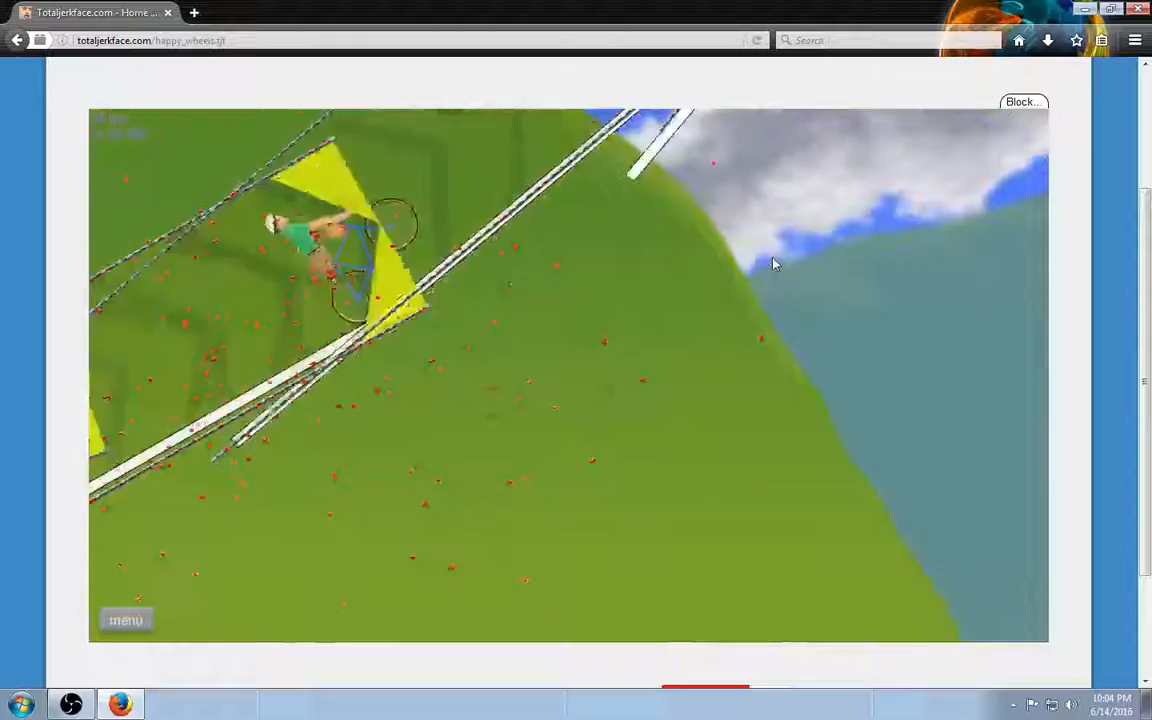 Totaljerkface.com - Home ...
totaljerkface.com/happy_wheels.tjf
Search
Block...
menu
10:04 PM
6/14/2016